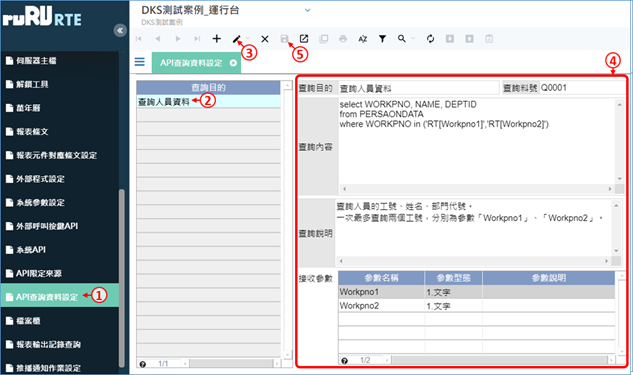 ruRU RTE
DKS測試案例_運行台
DKS測試案例
伺服器主檔
解鎖工具
萬年曆
報表條文
報表元件對應條文設定
外部程式設定
系統參數設定
外部呼叫按鍵API
系統API
API限定來源
API查詢資料設定
檔案櫃
報表輸出記錄查詢
推播通知作業設定
①
API查詢資料設定
③
⑤
④
查詢目的
查詢人員資料
②
1/1
查詢目的 查詢人員資料 查詢料號 Q0001
查詢內容
select WORKPNO, NAME, DEPTID
from PERSAONDATA
where WORKPNO in ('RT[Workpno1]','RT[Workpno2]')
查詢說明
查詢人員的工號、姓名、部門代號。
一次最多查詢兩個工號，分別為參數「Workpno1」、「Workpno2」。
接收參數
參數名稱 參數型態 參數說明
Workpno1 1.文字
Workpno2 1.文字
1/2